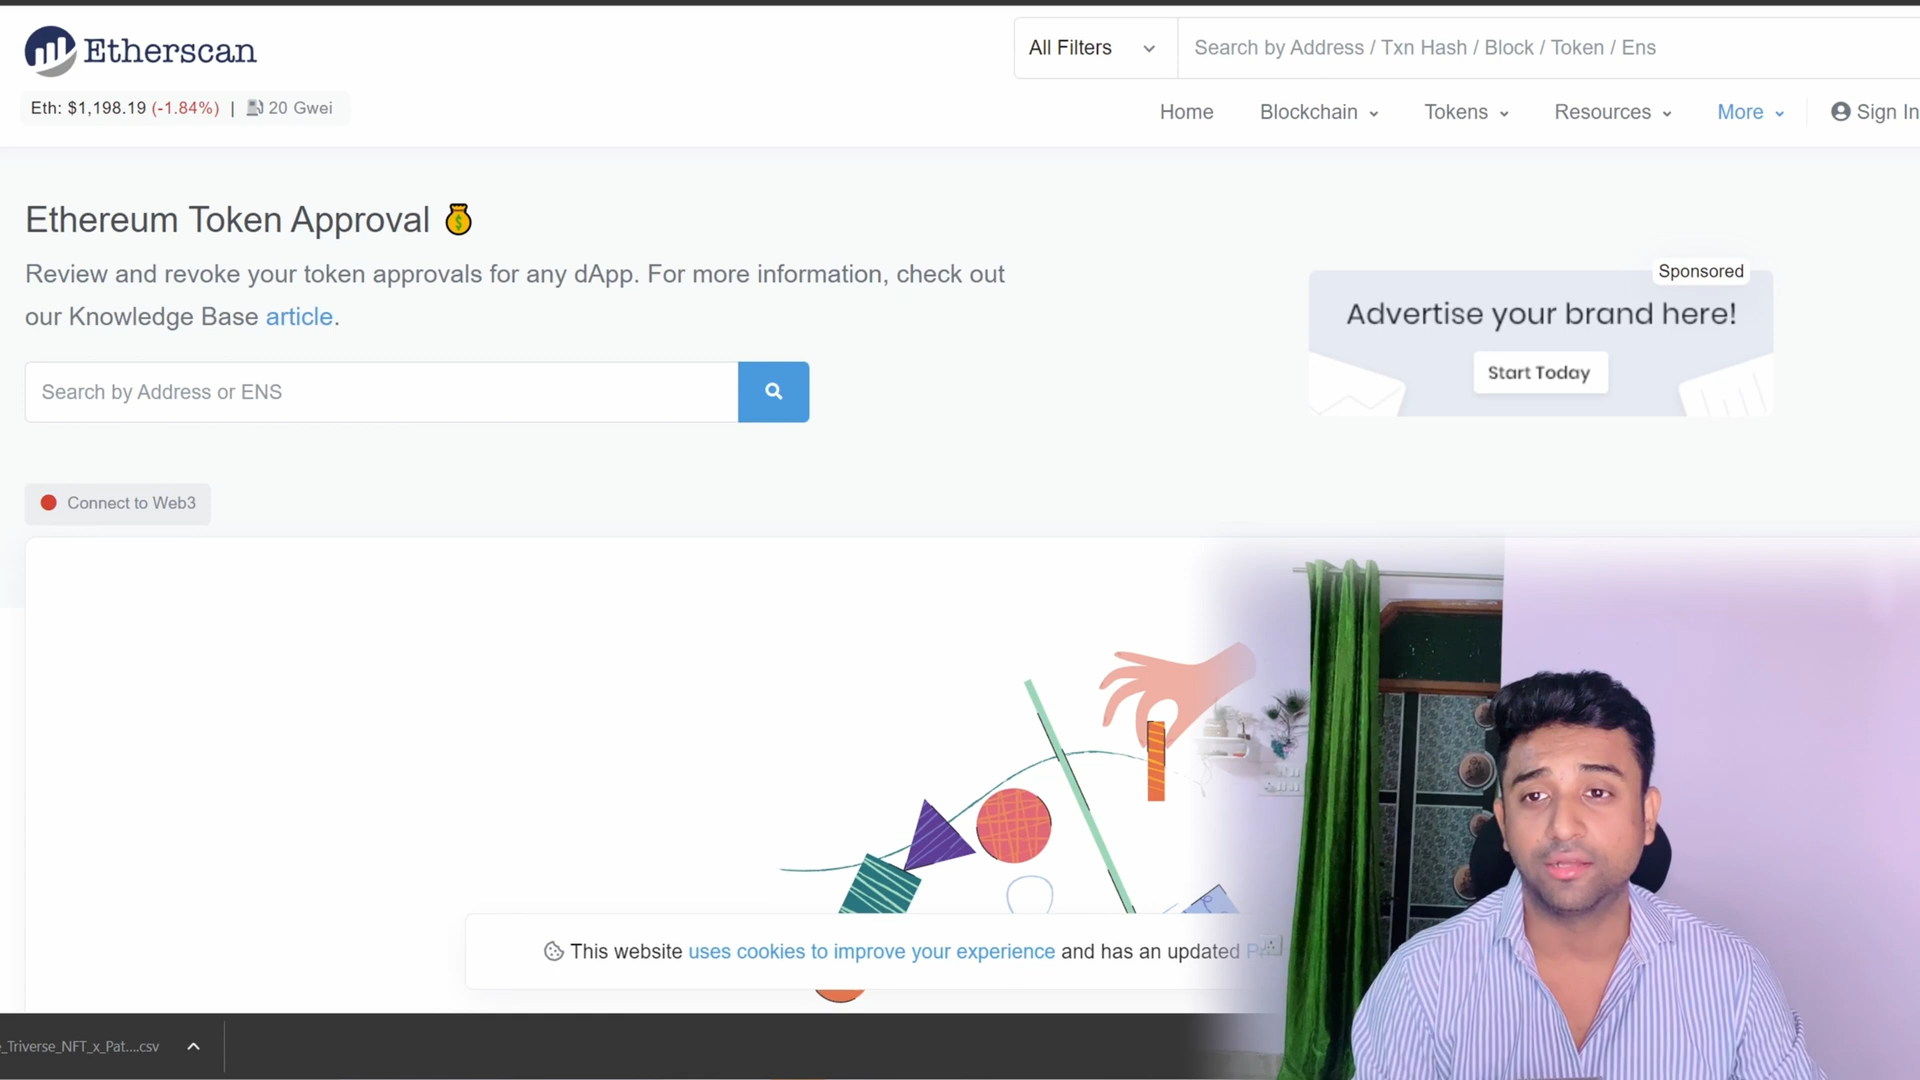 Etherscan
All Filters
Search by Address / Txn Hash / Block / Token / Ens
Eth: $1,198.19 (-1.84%) | 20 Gwei
Home Blockchain Tokens Resources More Sign In
Ethereum Token Approval
Review and revoke your token approvals for any dApp. For more information, check out
our Knowledge Base article.
Sponsored
Advertise your brand here!
Start Today
Search by Address or ENS
Connect to Web3
This website uses cookies to improve your experience and has an updated
_Triverse_NFT_x_Pat....csv